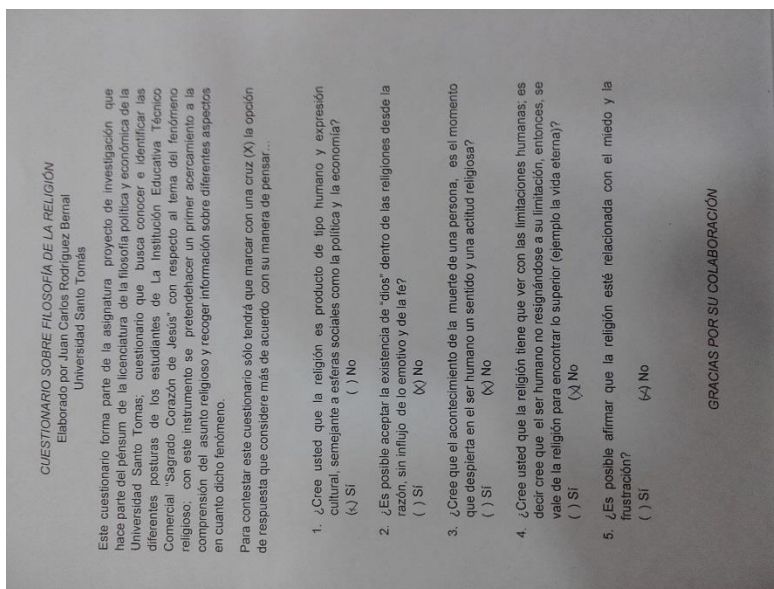 CUESTIONARIO SOBRE FILOSOFÍA DE LA RELIGIÓN
Elaborado por Juan Carlos Rodríguez Bernal
Universidad Santo Tomás
Este cuestionario forma parte de la asignatura proyecto de investigación que
hace parte del pénsum de la licenciatura de la filosofía política y económica de la
Universidad Santo Tomas; cuestionario que busca conocer e identificar las
diferentes posturas de los estudiantes de La Institución Educativa Técnico
Comercial "Sagrado Corazón de Jesús" con respecto al tema del fenómeno
religioso; con este instrumento se pretendehacer un primer acercamiento a la
comprensión del asunto religioso y recoger información sobre diferentes aspectos
en cuanto dicho fenómeno.
Para contestar este cuestionario sólo tendrá que marcar con una cruz (X) la opción
de respuesta que considere más de acuerdo con su manera de pensar...
1. ¿Cree usted que la religión es producto de tipo humano y expresión
cultural, semejante a esferas sociales como la política y la economía?
(x) Sí ( ) No
2. ¿Es posible aceptar la existencia de "dios" dentro de las religiones desde la
razón, sin influjo de lo emotivo y de la fe?
( ) Sí (x) No
3. ¿Cree que el acontecimiento de la muerte de una persona, es el momento
que despierta en el ser humano un sentido y una actitud religiosa?
( ) Sí (x) No
4. ¿Cree usted que la religión tiene que ver con las limitaciones humanas; es
decir cree que el ser humano no resignándose a su limitación, entonces, se
vale de la religión para encontrar lo superior (ejemplo la vida eterna)?
( ) Sí (x) No
5. ¿Es posible afirmar que la religión esté relacionada con el miedo y la
frustración?
( ) Sí (x) No
GRACIAS POR SU COLABORACIÓN